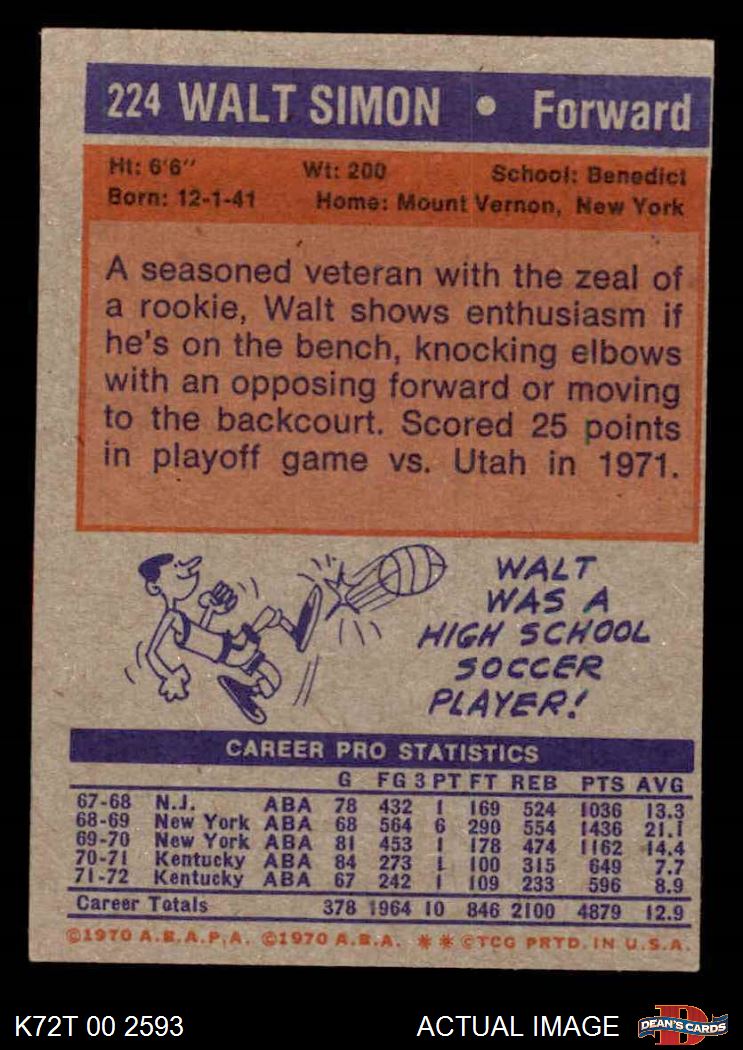 224 WALT SIMON • Forward
Ht: 6'6" Wt: 200 School: Benedict
Born: 12-1-41 Home: Mount Vernon, New York
A seasoned veteran with the zeal of
a rookie, Walt shows enthusiasm if
he's on the bench, knocking elbows
with an opposing forward or moving
to the backcourt. Scored 25 points
in playoff game vs. Utah in 1971.
WALT
WAS A
HIGH SCHOOL
SOCCER
PLAYER!
CAREER PRO STATISTICS
G FG 3 PT FT REB PTS AVG
67-68 N.J. ABA 78 432 1 169 524 1036 13.3
68-69 New York ABA 68 564 6 290 554 1436 21.1
69-70 New York ABA 81 453 1 178 474 1162 14.4
70-71 Kentucky ABA 84 273 1 100 315 649 7.7
71-72 Kentucky ABA 67 242 1 109 233 596 8.9
Career Totals 378 1964 10 846 2100 4879 12.9
©1970 A.B.A.P.A. ©1970 A.B.A. ** ©TCG PRTD. IN U.S.A.
K72T 00 2593 ACTUAL IMAGE DEAN'S CARDS